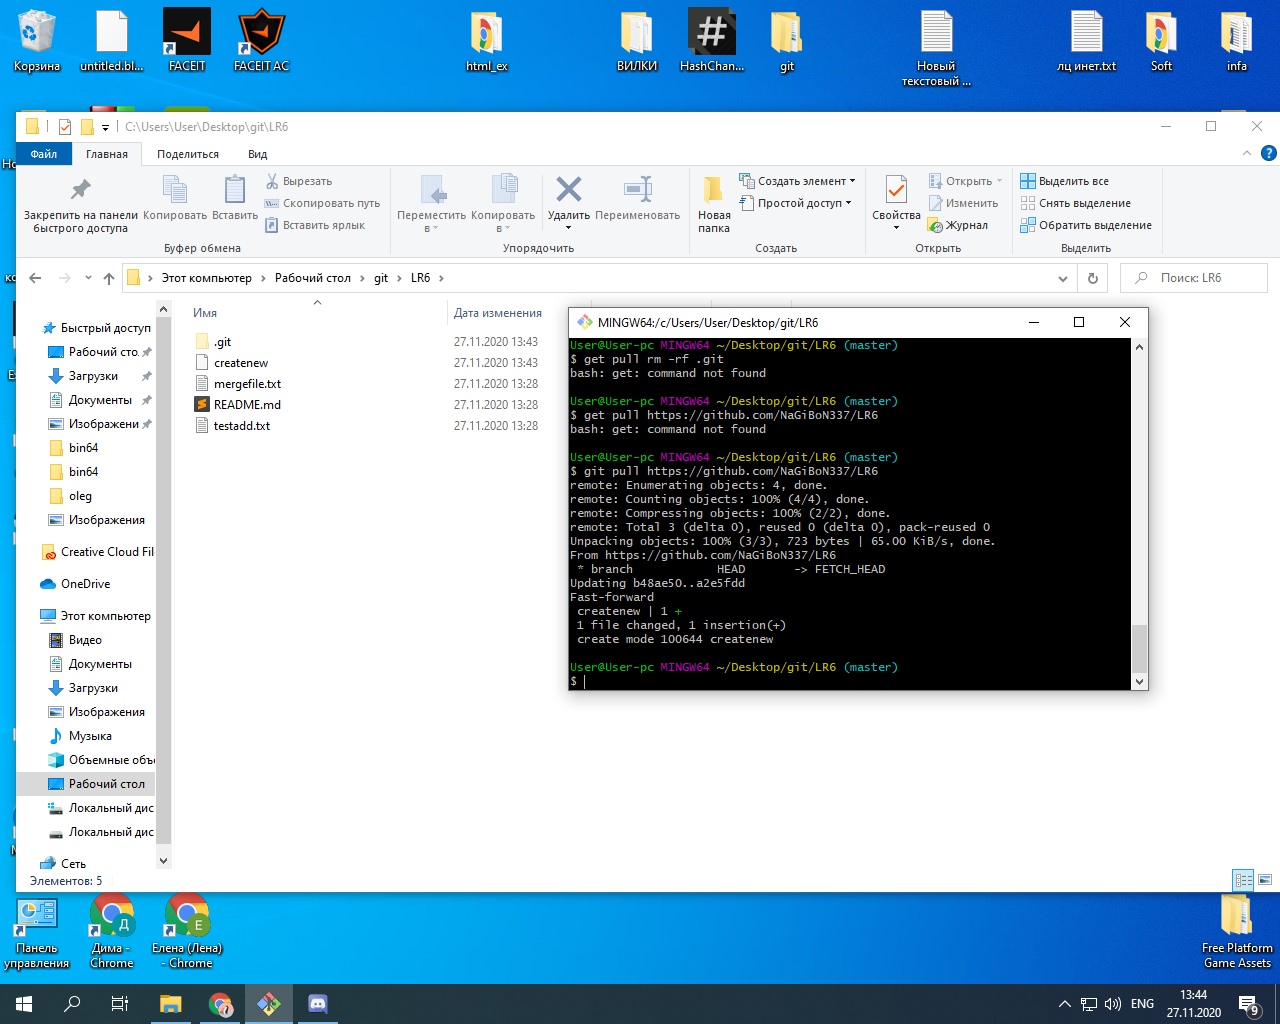 Корзина
untitled.bl...
FACEIT
FACEIT AC
html_ex
ВИЛКИ
HashChan...
git
Новый
текстовый ...
лц инет.txt
Soft
infa
C:\Users\User\Desktop\git\LR6
Файл
Главная
Поделиться
Вид
Закрепить на панели
быстрого доступа
Копировать
Вставить
Вырезать
Скопировать путь
Вставить ярлык
Буфер обмена
Переместить
в
Копировать
в
Удалить
Переименовать
Упорядочить
Новая
папка
Создать элемент
Простой доступ
Создать
Свойства
Открыть
Изменить
Журнал
Открыть
Выделить все
Снять выделение
Обратить выделение
Выделить
Этот компьютер
Рабочий стол
git
LR6
Поиск: LR6
Быстрый доступ
Рабочий сто.
Загрузки
Документы
Изображени
bin64
bin64
oleg
Изображения
Creative Cloud Fil
OneDrive
Этот компьютер
Видео
Документы
Загрузки
Изображения
Музыка
Объемные объ
Рабочий стол
Локальный дис
Локальный дис
Сеть
Имя
Дата изменения
.git 27.11.2020 13:43
createnew 27.11.2020 13:43
mergefile.txt 27.11.2020 13:28
README.md 27.11.2020 13:28
testadd.txt 27.11.2020 13:28
MINGW64:/c/Users/User/Desktop/git/LR6
User@User-pc MINGW64 ~/Desktop/git/LR6 (master)
$ get pull rm -rf .git
bash: get: command not found
User@User-pc MINGW64 ~/Desktop/git/LR6 (master)
$ get pull https://github.com/NaGiBoN337/LR6
bash: get: command not found
User@User-pc MINGW64 ~/Desktop/git/LR6 (master)
$ git pull https://github.com/NaGiBoN337/LR6
remote: Enumerating objects: 4, done.
remote: Counting objects: 100% (4/4), done.
remote: Compressing objects: 100% (2/2), done.
remote: Total 3 (delta 0), reused 0 (delta 0), pack-reused 0
Unpacking objects: 100% (3/3), 723 bytes | 65.00 KiB/s, done.
From https://github.com/NaGiBoN337/LR6
 * branch            HEAD       -> FETCH_HEAD
Updating b48ae50..a2e5fdd
Fast-forward
 createnew | 1 +
 1 file changed, 1 insertion(+)
 create mode 100644 createnew
User@User-pc MINGW64 ~/Desktop/git/LR6 (master)
$
Элементов: 5
Панель
управления
Д
Дима -
Chrome
Е
Елена (Лена)
- Chrome
Free Platform
Game Assets
ENG
13:44
27.11.2020
9